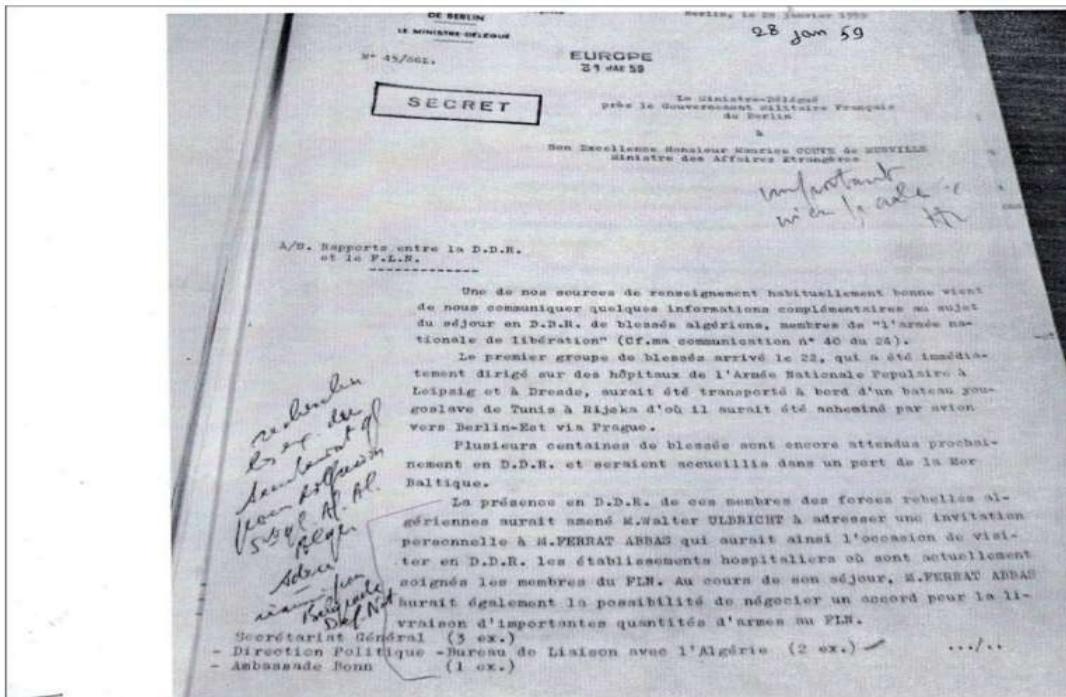 DE BERLIN
LE MINISTRE-DÉLÉGUÉ
Berlin, le 28 janvier 1959
28 jan 59
N° 45/SGL.
EUROPE
31 JAN 59
SECRET
Le Ministre-Délégué
près le Gouvernement Militaire Français
de Berlin
à
Son Excellence Monsieur Maurice COUVE de MURVILLE
Ministre des Affaires Etrangères
important
A/S. Rapports entre la D.D.R.
et le F.L.N.
Une de nos sources de renseignement habituellement bonne vient
de nous communiquer quelques informations complémentaires au sujet
du séjour en D.D.R. de blessés algériens, membres de "l'armée na-
tionale de libération" (Cf.ma communication n° 40 du 24).
Le premier groupe de blessés arrivé le 22, qui a été immédia-
tement dirigé sur des hôpitaux de l'Armée Nationale Populaire à
Leipzig et à Dresde, aurait été transporté à bord d'un bateau you-
goslave de Tunis à Rijeka d'où il aurait été acheminé par avion
vers Berlin-Est via Prague.
Plusieurs centaines de blessés sont encore attendus prochai-
nement en D.D.R. et seraient accueillis dans un port de la Mer
Baltique.
La présence en D.D.R. de ces membres des forces rebelles al-
gériennes aurait amené M.Walter ULBRICHT à adresser une invitation
personnelle à M.FERRAT ABBAS qui aurait ainsi l'occasion de visi-
ter en D.D.R. les établissements hospitaliers où sont actuellement
soignés les membres du FLN. Au cours de son séjour, M.FERRAT ABBAS
aurait également la possibilité de négocier un accord pour la li-
vraison d'importantes quantités d'armes au FLN.
pour diffusion
Belgrade
Def. Nat
Secrétariat Général (3 ex.)
- Direction Politique -Bureau de Liaison avec l'Algérie (2 ex.)
- Ambassade Bonn (1 ex.)
.../..